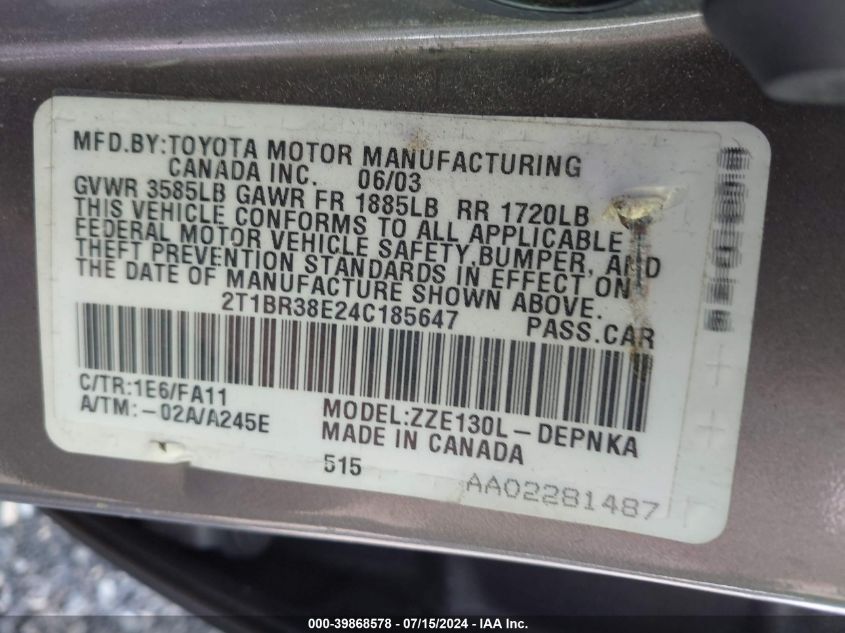 MFD.BY:TOYOTA MOTOR MANUFACTURING
CANADA INC. 06/03
GVWR 3585LB GAWR FR 1885LB RR 1720LB
THIS VEHICLE CONFORMS TO ALL APPLICABLE
FEDERAL MOTOR VEHICLE SAFETY,BUMPER, AND
THEFT PREVENTION STANDARDS IN EFFECT ON
THE DATE OF MANUFACTURE SHOWN ABOVE.
2T1BR38E24C185647 PASS.CAR
C/TR:1E6/FA11
A/TM:-02A/A245E
MODEL:ZZE130L-DEPNKA
MADE IN CANADA
515
AA02281487
000-39868578 - 07/15/2024 - IAA Inc.